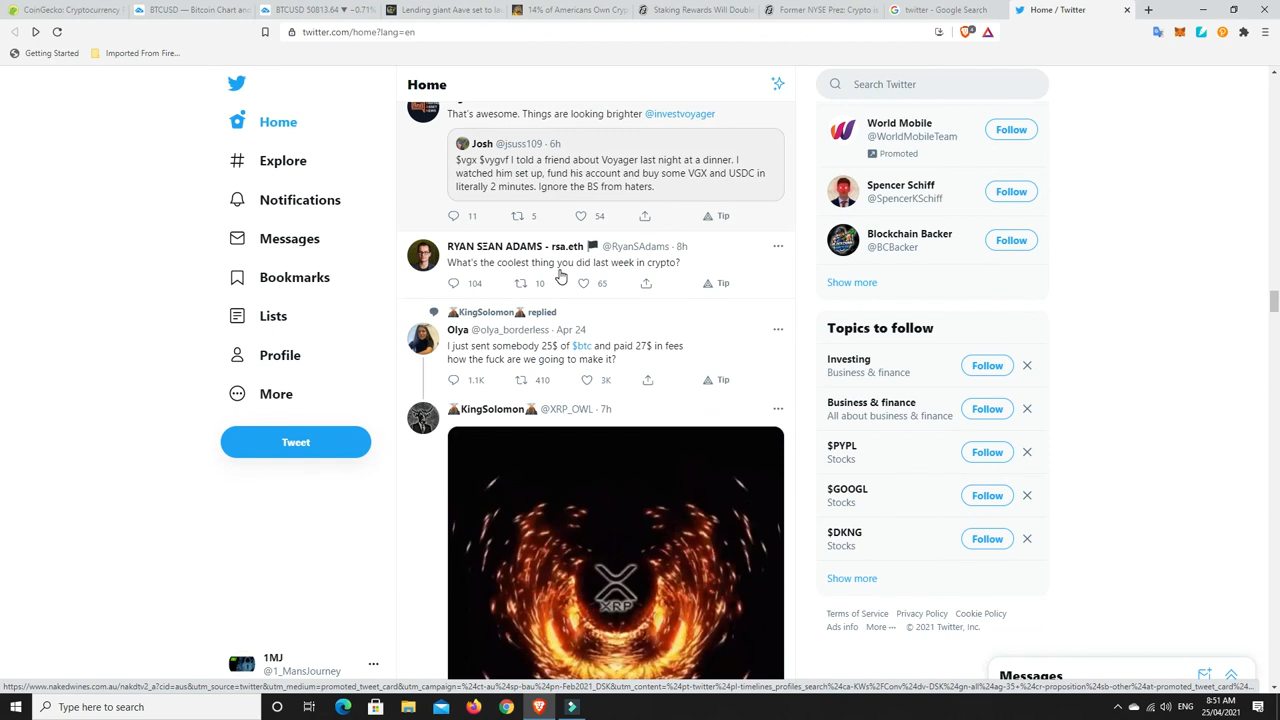 CoinGecko: Cryptocurrency P
BTCUSD — Bitcoin Chart and
BTCUSD 50813.64 ▼ −0.71%
Lending giant Aave set to la
14% of Americans Own Cryp
Staking Rewards Will Double
Former NYSE Prez: Crypto is
twitter - Google Search
Home / Twitter
twitter.com/home?lang=en
Getting Started
Imported From Fire...
Home
Explore
Notifications
Messages
Bookmarks
Lists
Profile
More
Tweet
1MJ
@1_MansJourney
Home
That's awesome. Things are looking brighter @investvoyager
Josh @jsuss109 · 6h
$vgx $vygvf I told a friend about Voyager last night at a dinner. I
watched him set up, fund his account and buy some VGX and USDC in
literally 2 minutes. Ignore the BS from haters.
11 5 54 Tip
RYAN SΞAN ADAMS - rsa.eth 🏴 @RyanSAdams · 8h
What's the coolest thing you did last week in crypto?
104 10 65 Tip
🌋KingSolomon🌋 replied
Olya @olya_borderless · Apr 24
I just sent somebody 25$ of $btc and paid 27$ in fees
how the fuck are we going to make it?
1.1K 410 3K Tip
🌋KingSolomon🌋 @XRP_OWL · 7h
XRP
Search Twitter
World Mobile
@WorldMobileTeam
Promoted
Follow
Spencer Schiff
@SpencerKSchiff
Follow
Blockchain Backer
@BCBacker
Follow
Show more
Topics to follow
Investing
Business & finance
Follow
Business & finance
All about business & finance
Follow
$PYPL
Stocks
Follow
$GOOGL
Stocks
Follow
$DKNG
Stocks
Follow
Show more
Terms of Service Privacy Policy Cookie Policy
Ads info More ··· © 2021 Twitter, Inc.
Messages
Type here to search
ENG
8:51 AM
25/04/2021